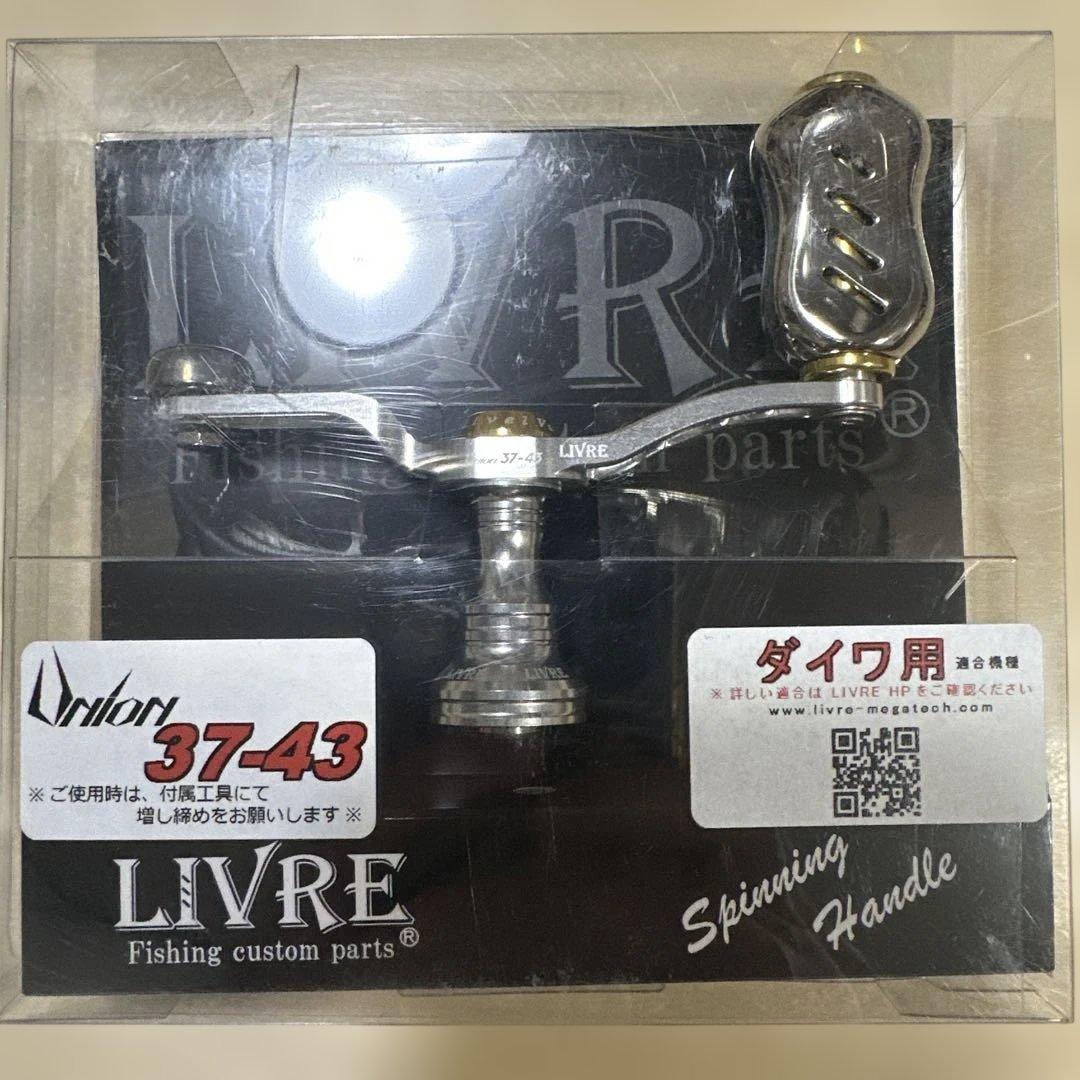 LIVRE
Fishing custom parts®
Union 37-43 LIVRE
LIVRE LIVRE
Union
37-43
※ ご使用時は、付属工具にて
増し締めをお願いします ※
ダイワ用 適合機種
※ 詳しい適合は LIVRE HP をご確認ください
www.livre-megatech.com
LIVRE
Fishing custom parts®
Spinning
Handle